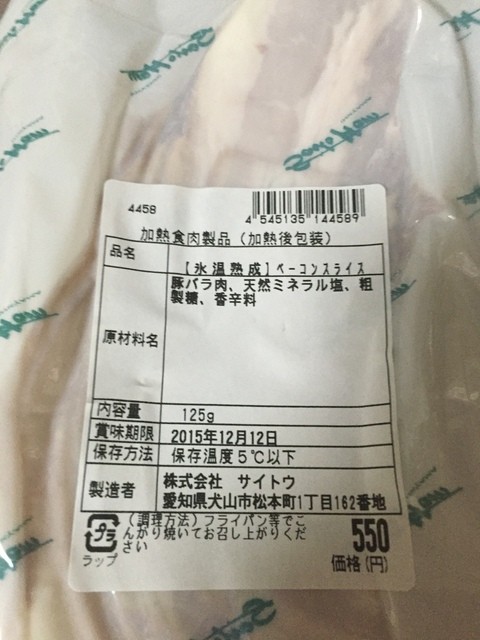 4458
4 545135 144589
加熱食肉製品 (加熱後包装)
品名
【氷温熟成】ベーコンスライス
原材料名
豚バラ肉、天然ミネラル塩、粗
製糖、香辛料
内容量 125g
賞味期限 2015年12月12日
保存方法 保存温度5℃以下
製造者
株式会社 サイトウ
愛知県犬山市松本町1丁目162番地
プラ
ラップ
(調理方法)フライパン等でこ
んがり焼いてお召し上がりくだ
さい
550
価格(円)